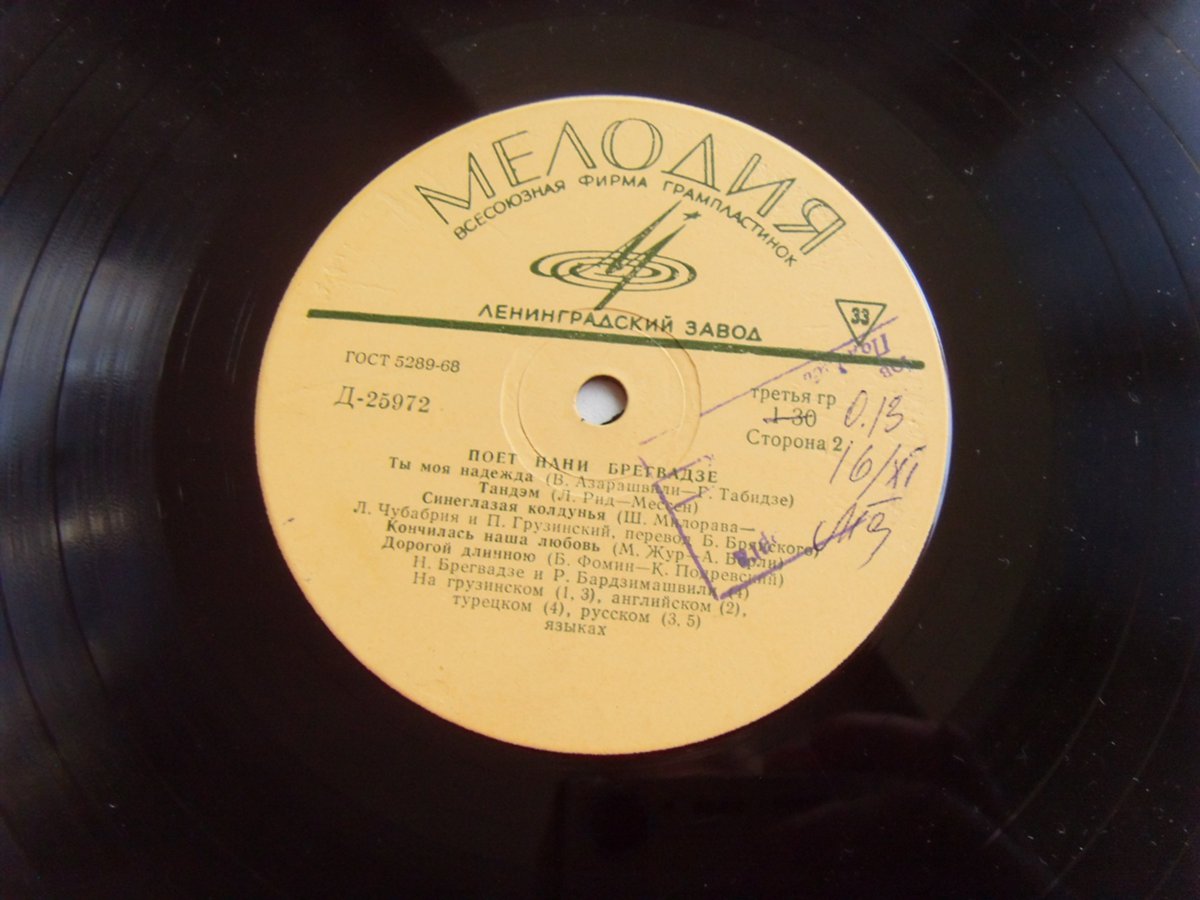 МЕЛОДИЯ
ВСЕСОЮЗНАЯ ФИРМА ГРАМПЛАСТИНОК
ЛЕНИНГРАДСКИЙ ЗАВОД
33
ГОСТ 5289-68
Д-25972
третья гр
1-30
0.13
Сторона 2
16/XI
ПОЕТ НАНИ БРЕГВАДЗЕ
Ты моя надежда (В. Азарашвили—Г. Табидзе)
Тандэм (Л. Рид—Мессен)
Синеглазая колдунья (Ш. Милорава—
Л. Чубабрия и П. Грузинский, перевод Б. Брянского)
Кончилась наша любовь (М. Жур—А. Верли)
Дорогой длинною (Б. Фомин—К. Подревский)
Н. Брегвадзе и Р. Бардзимашвили (4)
На грузинском (1, 3), английском (2),
турецком (4), русском (3, 5)
языках